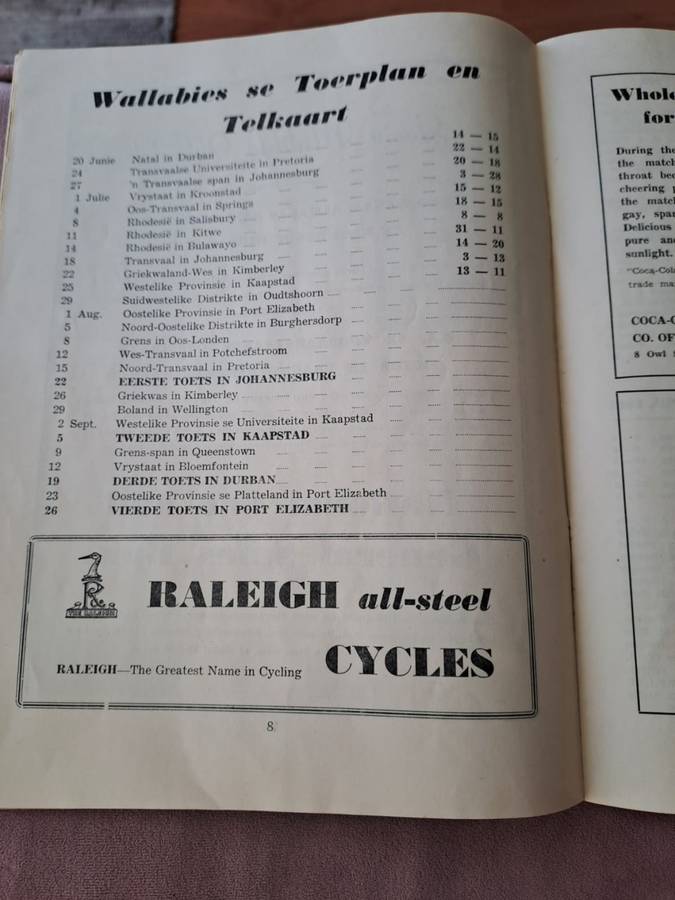 Wallabies se Toerplan en
Telkaart
20 Junie Natal in Durban 14 — 15
24 Transvaalse Universiteite in Pretoria 22 — 14
27 'n Transvaalse span in Johannesburg 20 — 18
1 Julie Vrystaat in Kroonstad 3 — 28
4 Oos-Transvaal in Springs 15 — 12
8 Rhodesië in Salisbury 18 — 15
11 Rhodesië in Kitwe 8 — 8
14 Rhodesië in Bulawayo 31 — 11
18 Transvaal in Johannesburg 14 — 20
22 Griekwaland-Wes in Kimberley 3 — 13
25 Westelike Provinsie in Kaapstad 13 — 11
29 Suidwestelike Distrikte in Oudtshoorn
1 Aug. Oostelike Provinsie in Port Elizabeth
5 Noord-Oostelike Distrikte in Burghersdorp
8 Grens in Oos-Londen
12 Wes-Transvaal in Potchefstroom
15 Noord-Transvaal in Pretoria
22 EERSTE TOETS IN JOHANNESBURG
26 Griekwas in Kimberley
29 Boland in Wellington
2 Sept. Westelike Provinsie se Universiteite in Kaapstad
5 TWEEDE TOETS IN KAAPSTAD
9 Grens-span in Queenstown
12 Vrystaat in Bloemfontein
19 DERDE TOETS IN DURBAN
23 Oostelike Provinsie se Platteland in Port Elizabeth
26 VIERDE TOETS IN PORT ELIZABETH
R
THE RALEIGH
RALEIGH all-steel
CYCLES
RALEIGH—The Greatest Name in Cycling
8
Whole
for
During the
the match
throat
cheering
the mat
gay, spa
Delicious
pure and
sunlight.
"Coca-Col
trade ma
COCA-C
CO. OF
8 Owl